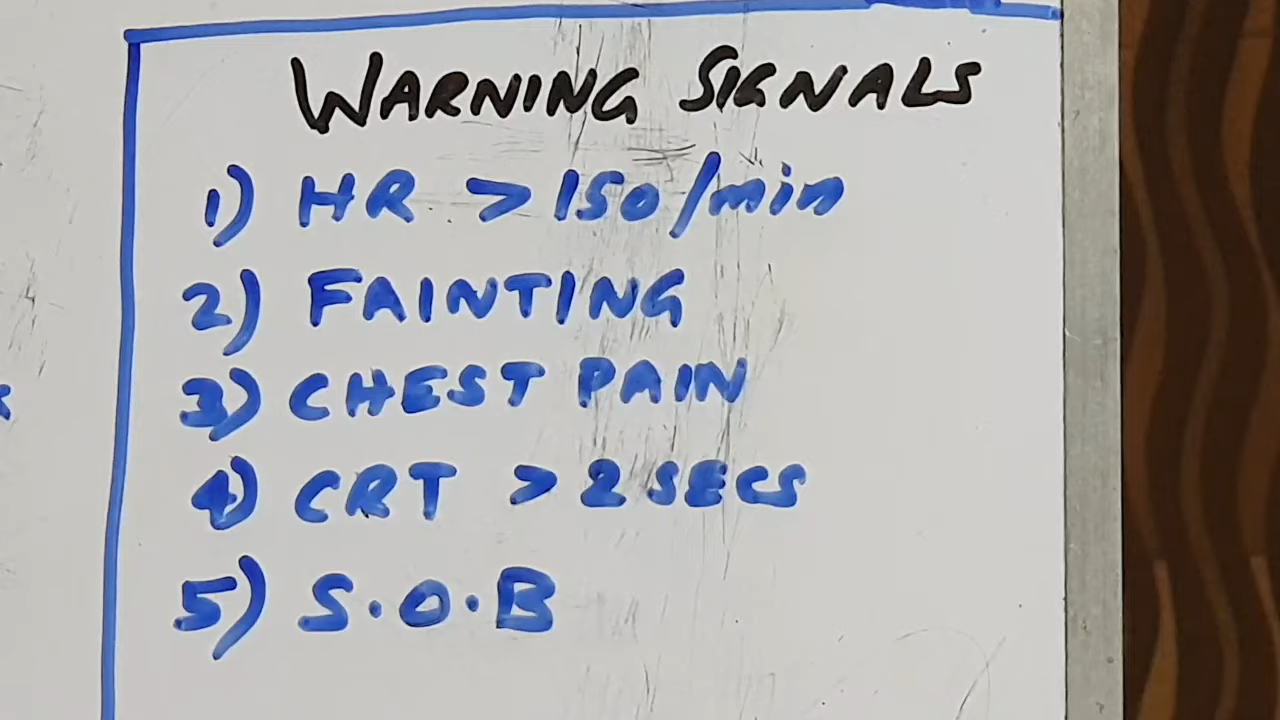 WARNING SIGNALS
1) HR > 150/min
2) FAINTING
3) CHEST PAIN
4) CRT > 2 SECS
5) S.O.B